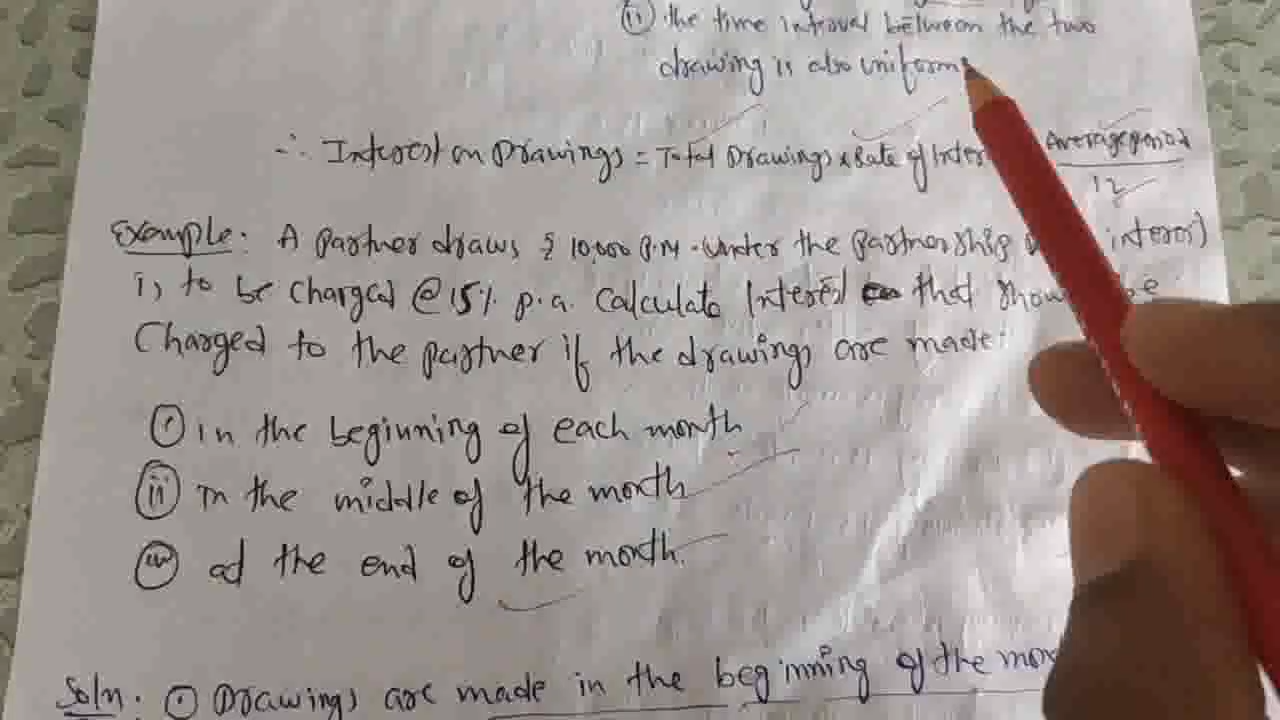 (ii) the time intraval between the two
drawing is also uniform
∴ Interest on Drawings = Total Drawings x Rate of Inter Average period
12
Example: A partner draws ₹ 10,000 P.M. Under the partnership interest
is to be charged @ 15% p.a. Calculate Interest that be
Charged to the partner if the drawings are made:
(i) in the beginning of each month
(ii) in the middle of the month
(iii) at the end of the month.
Soln: (i) Drawings are made in the beginning of the mon